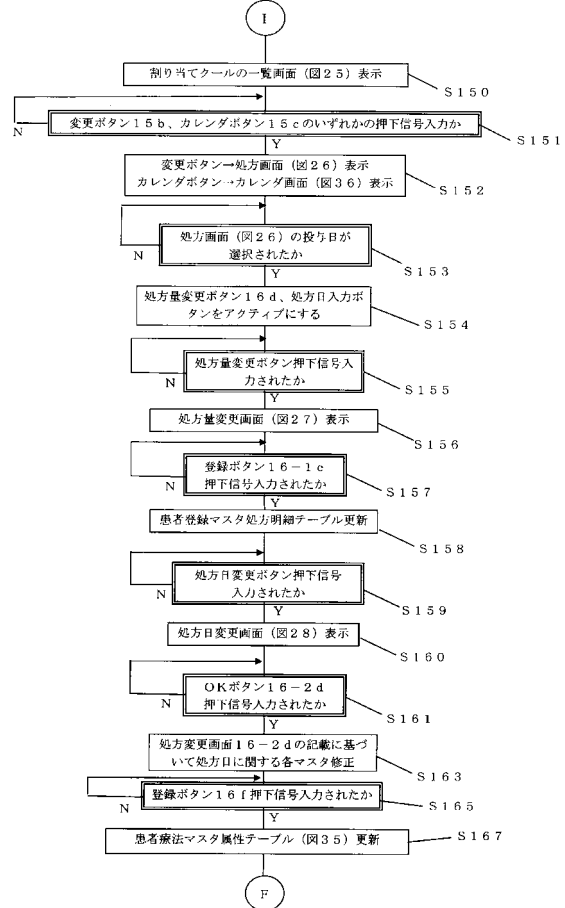 I
割り当てクールの一覧画面（図２５）表示
Ｓ１５０
変更ボタン１５ｂ、カレンダボタン１５ｃのいずれかの押下信号入力か
Ｎ
Ｓ１５１
Ｙ
変更ボタン→処方画面（図２６）表示
カレンダボタン→カレンダ画面（図３６）表示
Ｓ１５２
処方画面（図２６）の投与日が
選択されたか
Ｎ
Ｓ１５３
Ｙ
処方量変更ボタン１６ｄ、処方日入力ボ
タンをアクティブにする
Ｓ１５４
処方量変更ボタン押下信号入
力されたか
Ｎ
Ｓ１５５
Ｙ
処方量変更画面（図２７）表示
Ｓ１５６
登録ボタン１６－１ｃ
押下信号入力されたか
Ｎ
Ｓ１５７
Ｙ
患者登録マスタ処方明細テーブル更新
Ｓ１５８
処方日変更ボタン押下信号
入力されたか
Ｎ
Ｓ１５９
Ｙ
処方日変更画面（図２８）表示
Ｓ１６０
ＯＫボタン１６－２ｄ
押下信号入力されたか
Ｎ
Ｓ１６１
Ｙ
処方変更画面１６－２ｄの記載に基づ
いて処方日に関する各マスタ修正
Ｓ１６３
登録ボタン１６ｆ押下信号入力されたか
Ｎ
Ｓ１６５
Ｙ
患者療法マスタ属性テーブル（図３５）更新
Ｓ１６７
F